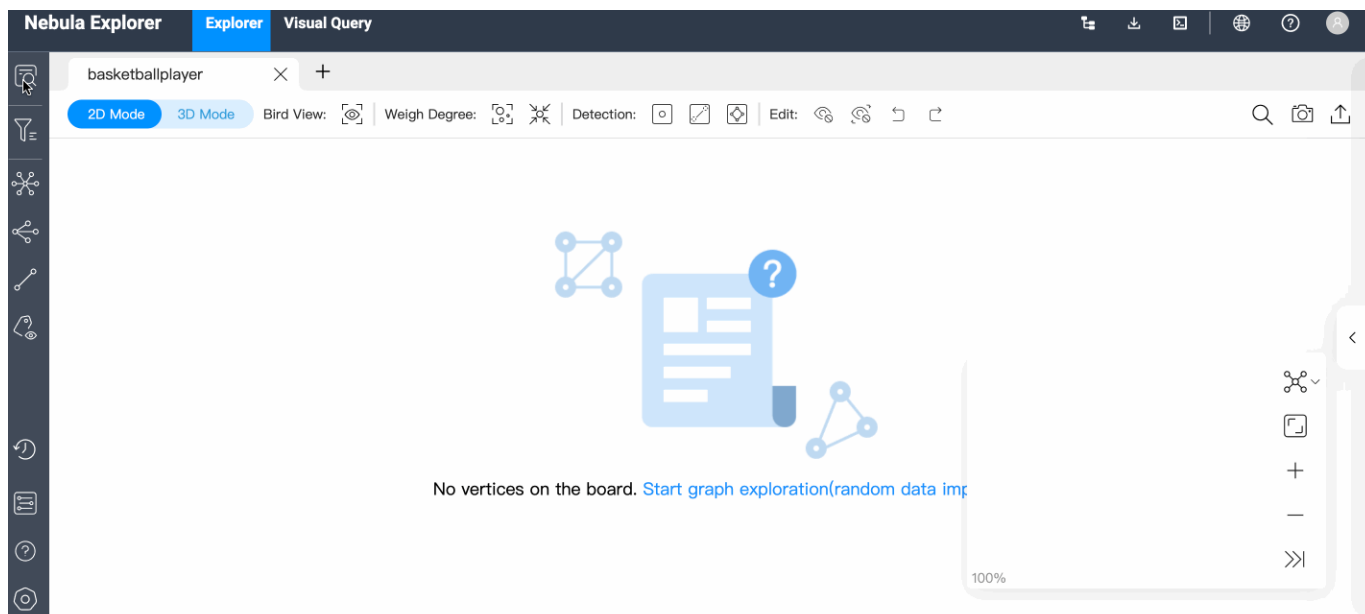 Nebula Explorer Explorer Visual Query
basketballplayer
2D Mode 3D Mode Bird View: Weigh Degree: Detection: Edit:
No vertices on the board. Start graph exploration(random data imp
100%